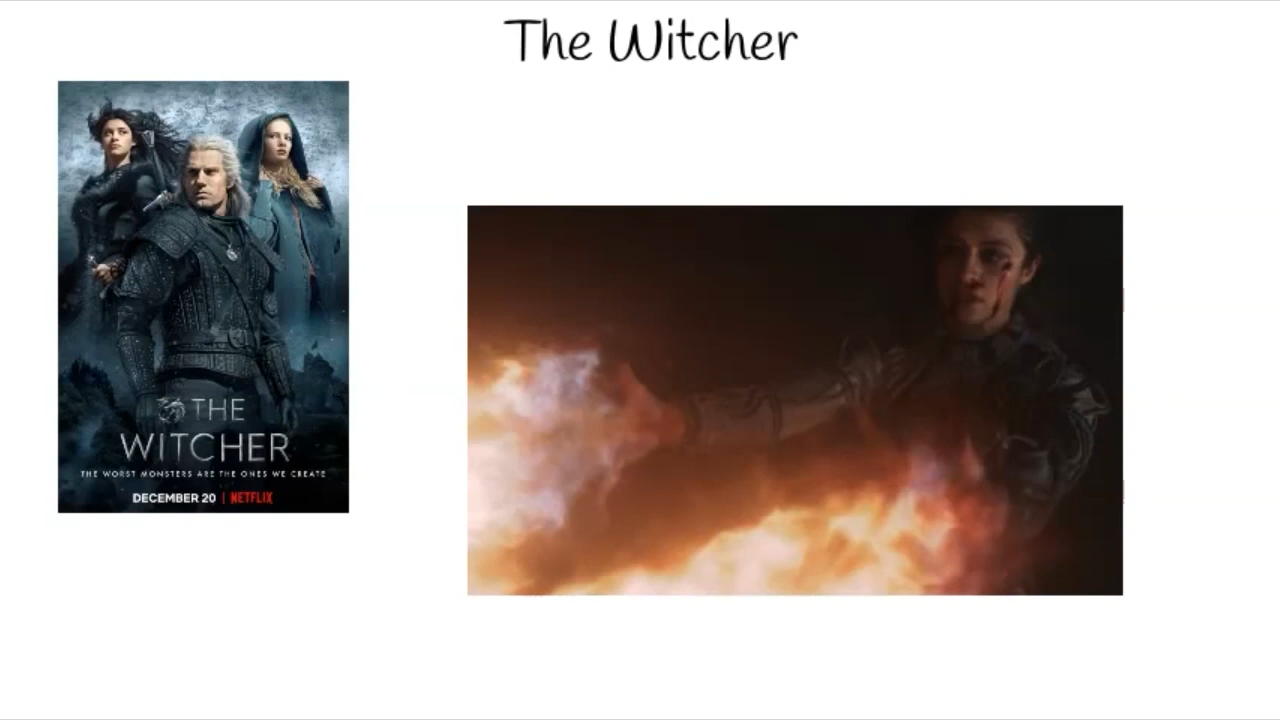 The Witcher
THE
WITCHER
THE WORST MONSTERS ARE THE ONES WE CREATE
DECEMBER 20 | NETFLIX